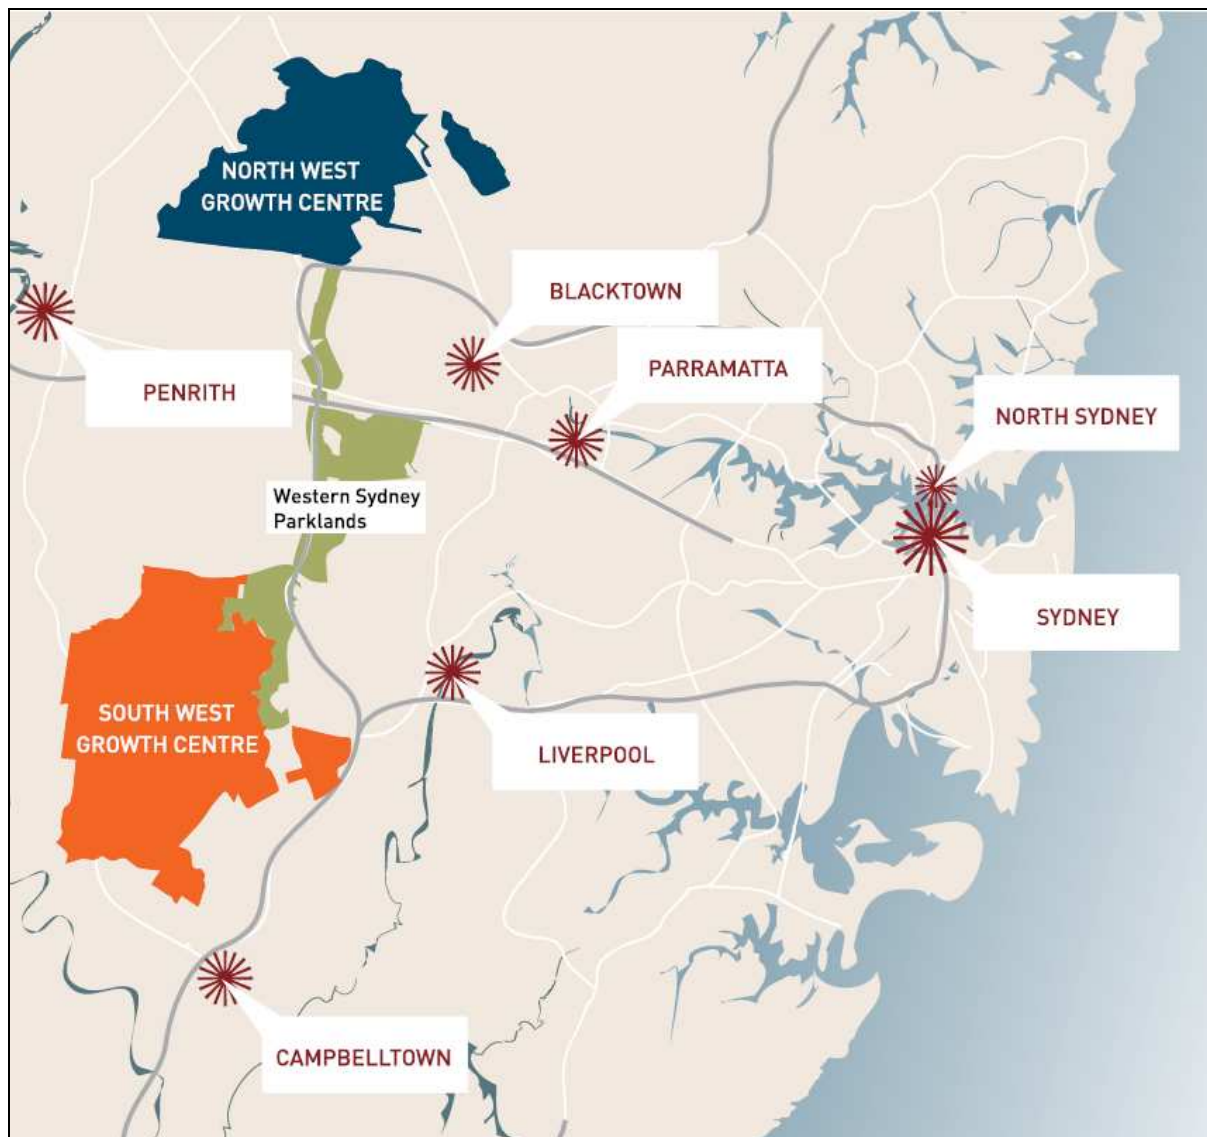 NORTH WEST
GROWTH CENTRE
BLACKTOWN
PARRAMATTA
PENRITH
NORTH SYDNEY
Western Sydney
Parklands
SYDNEY
SOUTH WEST
GROWTH CENTRE
LIVERPOOL
CAMPBELLTOWN